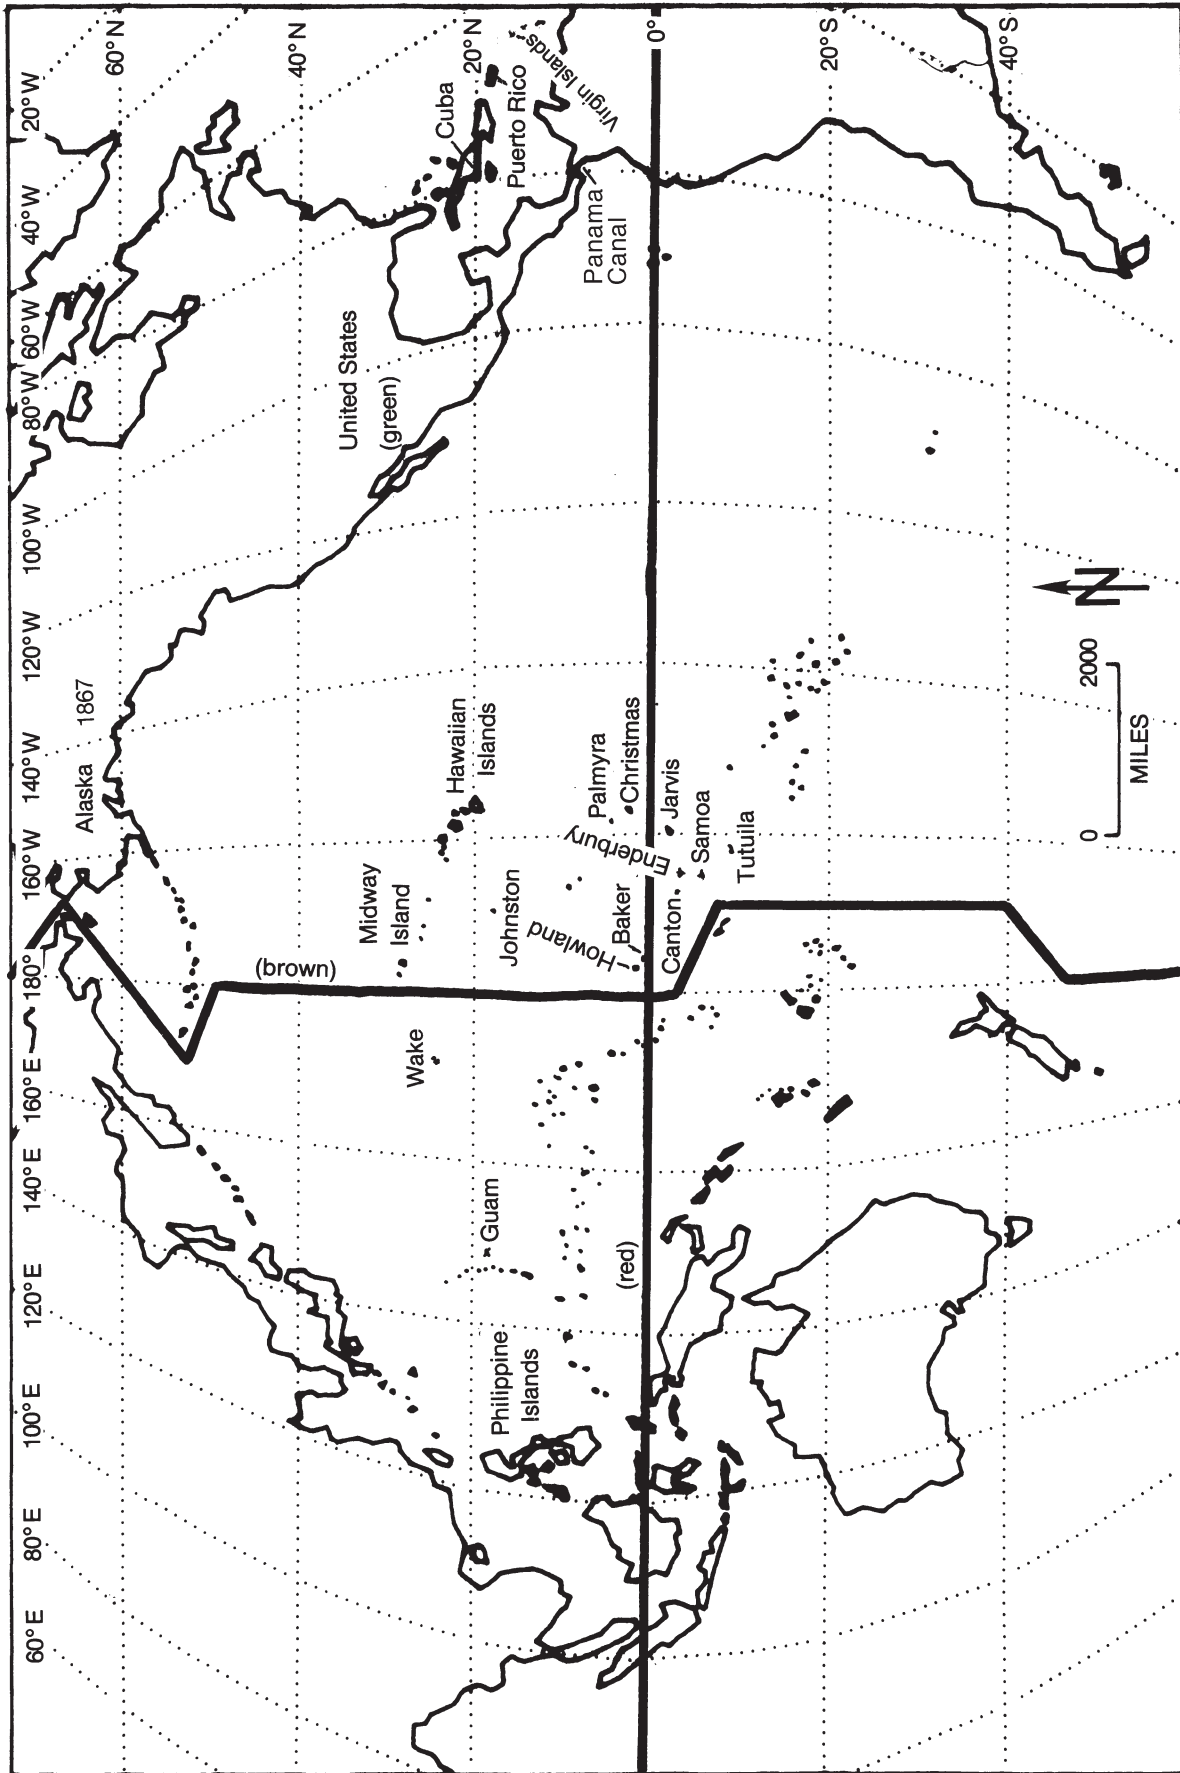 60° E
80° E
100° E
120° E
140° E
160° E
180°
160° W
140° W
120° W
100° W
80° W
60° W
40° W
20° W
60° N
40° N
20° N
0°
20° S
40° S
Alaska 1867
United States
(green)
Cuba
Puerto Rico
Virgin Islands
Panama
Canal
(brown)
Midway
Island
Hawaiian
Islands
Wake
Johnston
Guam
Philippine
Islands
Palmyra
Christmas
Howland
Baker
Enderbury
Jarvis
Canton
Samoa
Tutuila
(red)
N
0
2000
MILES